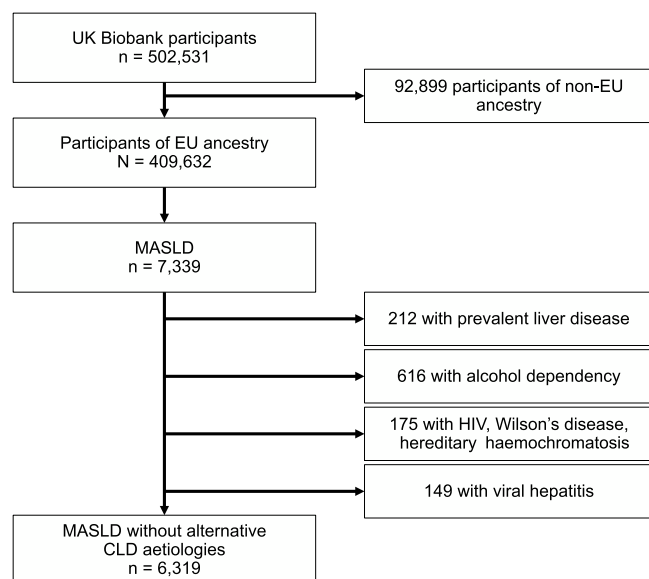 UK Biobank participants
n = 502,531
92,899 participants of non-EU
ancestry
Participants of EU ancestry
N = 409,632
MASLD
n = 7,339
212 with prevalent liver disease
616 with alcohol dependency
175 with HIV, Wilson's disease,
hereditary haemochromatosis
149 with viral hepatitis
MASLD without alternative
CLD aetiologies
n = 6,319